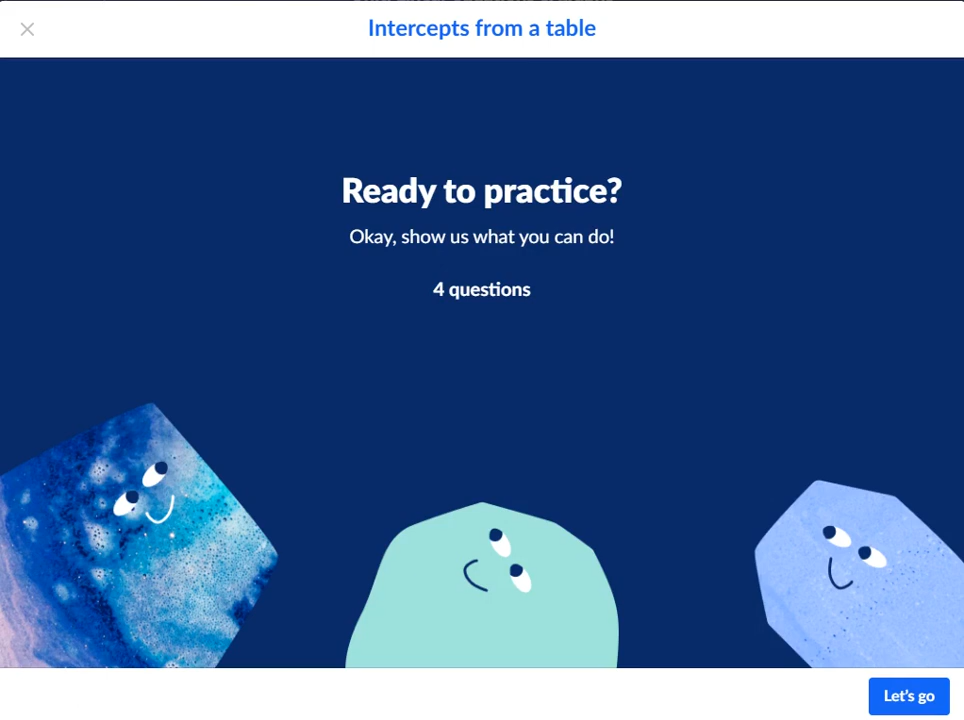 Intercepts from a table
Ready to practice?
Okay, show us what you can do!
4 questions
Let's go